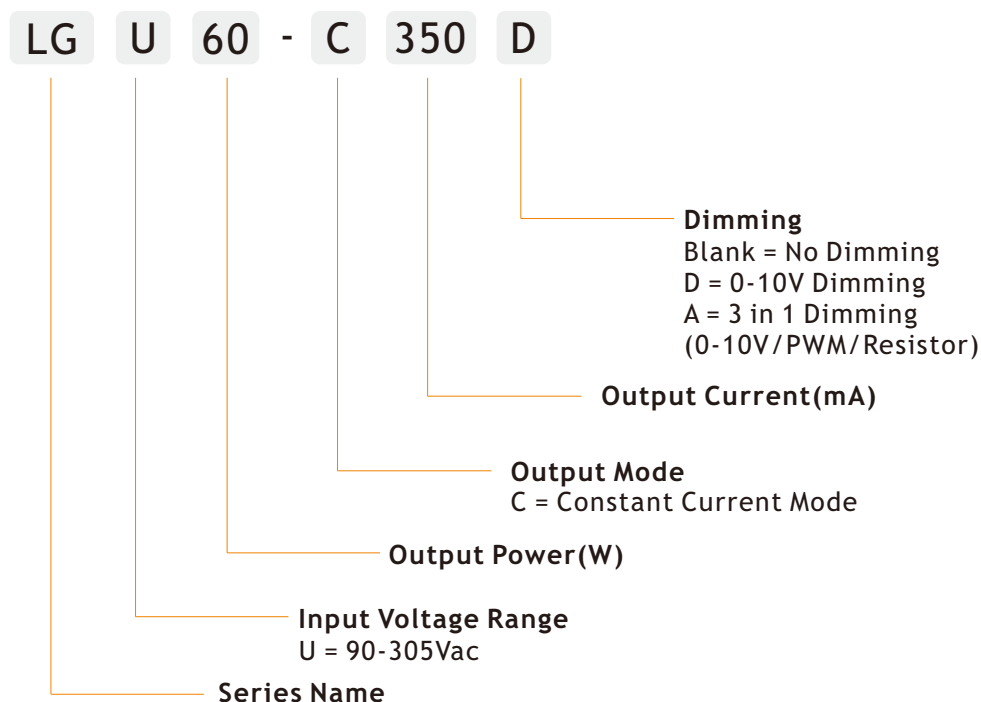 LG U 60 - C 350 D
Dimming
Blank = No Dimming
D = 0-10V Dimming
A = 3 in 1 Dimming
(0-10V/PWM/Resistor)
Output Current(mA)
Output Mode
C = Constant Current Mode
Output Power(W)
Input Voltage Range
U = 90-305Vac
Series Name